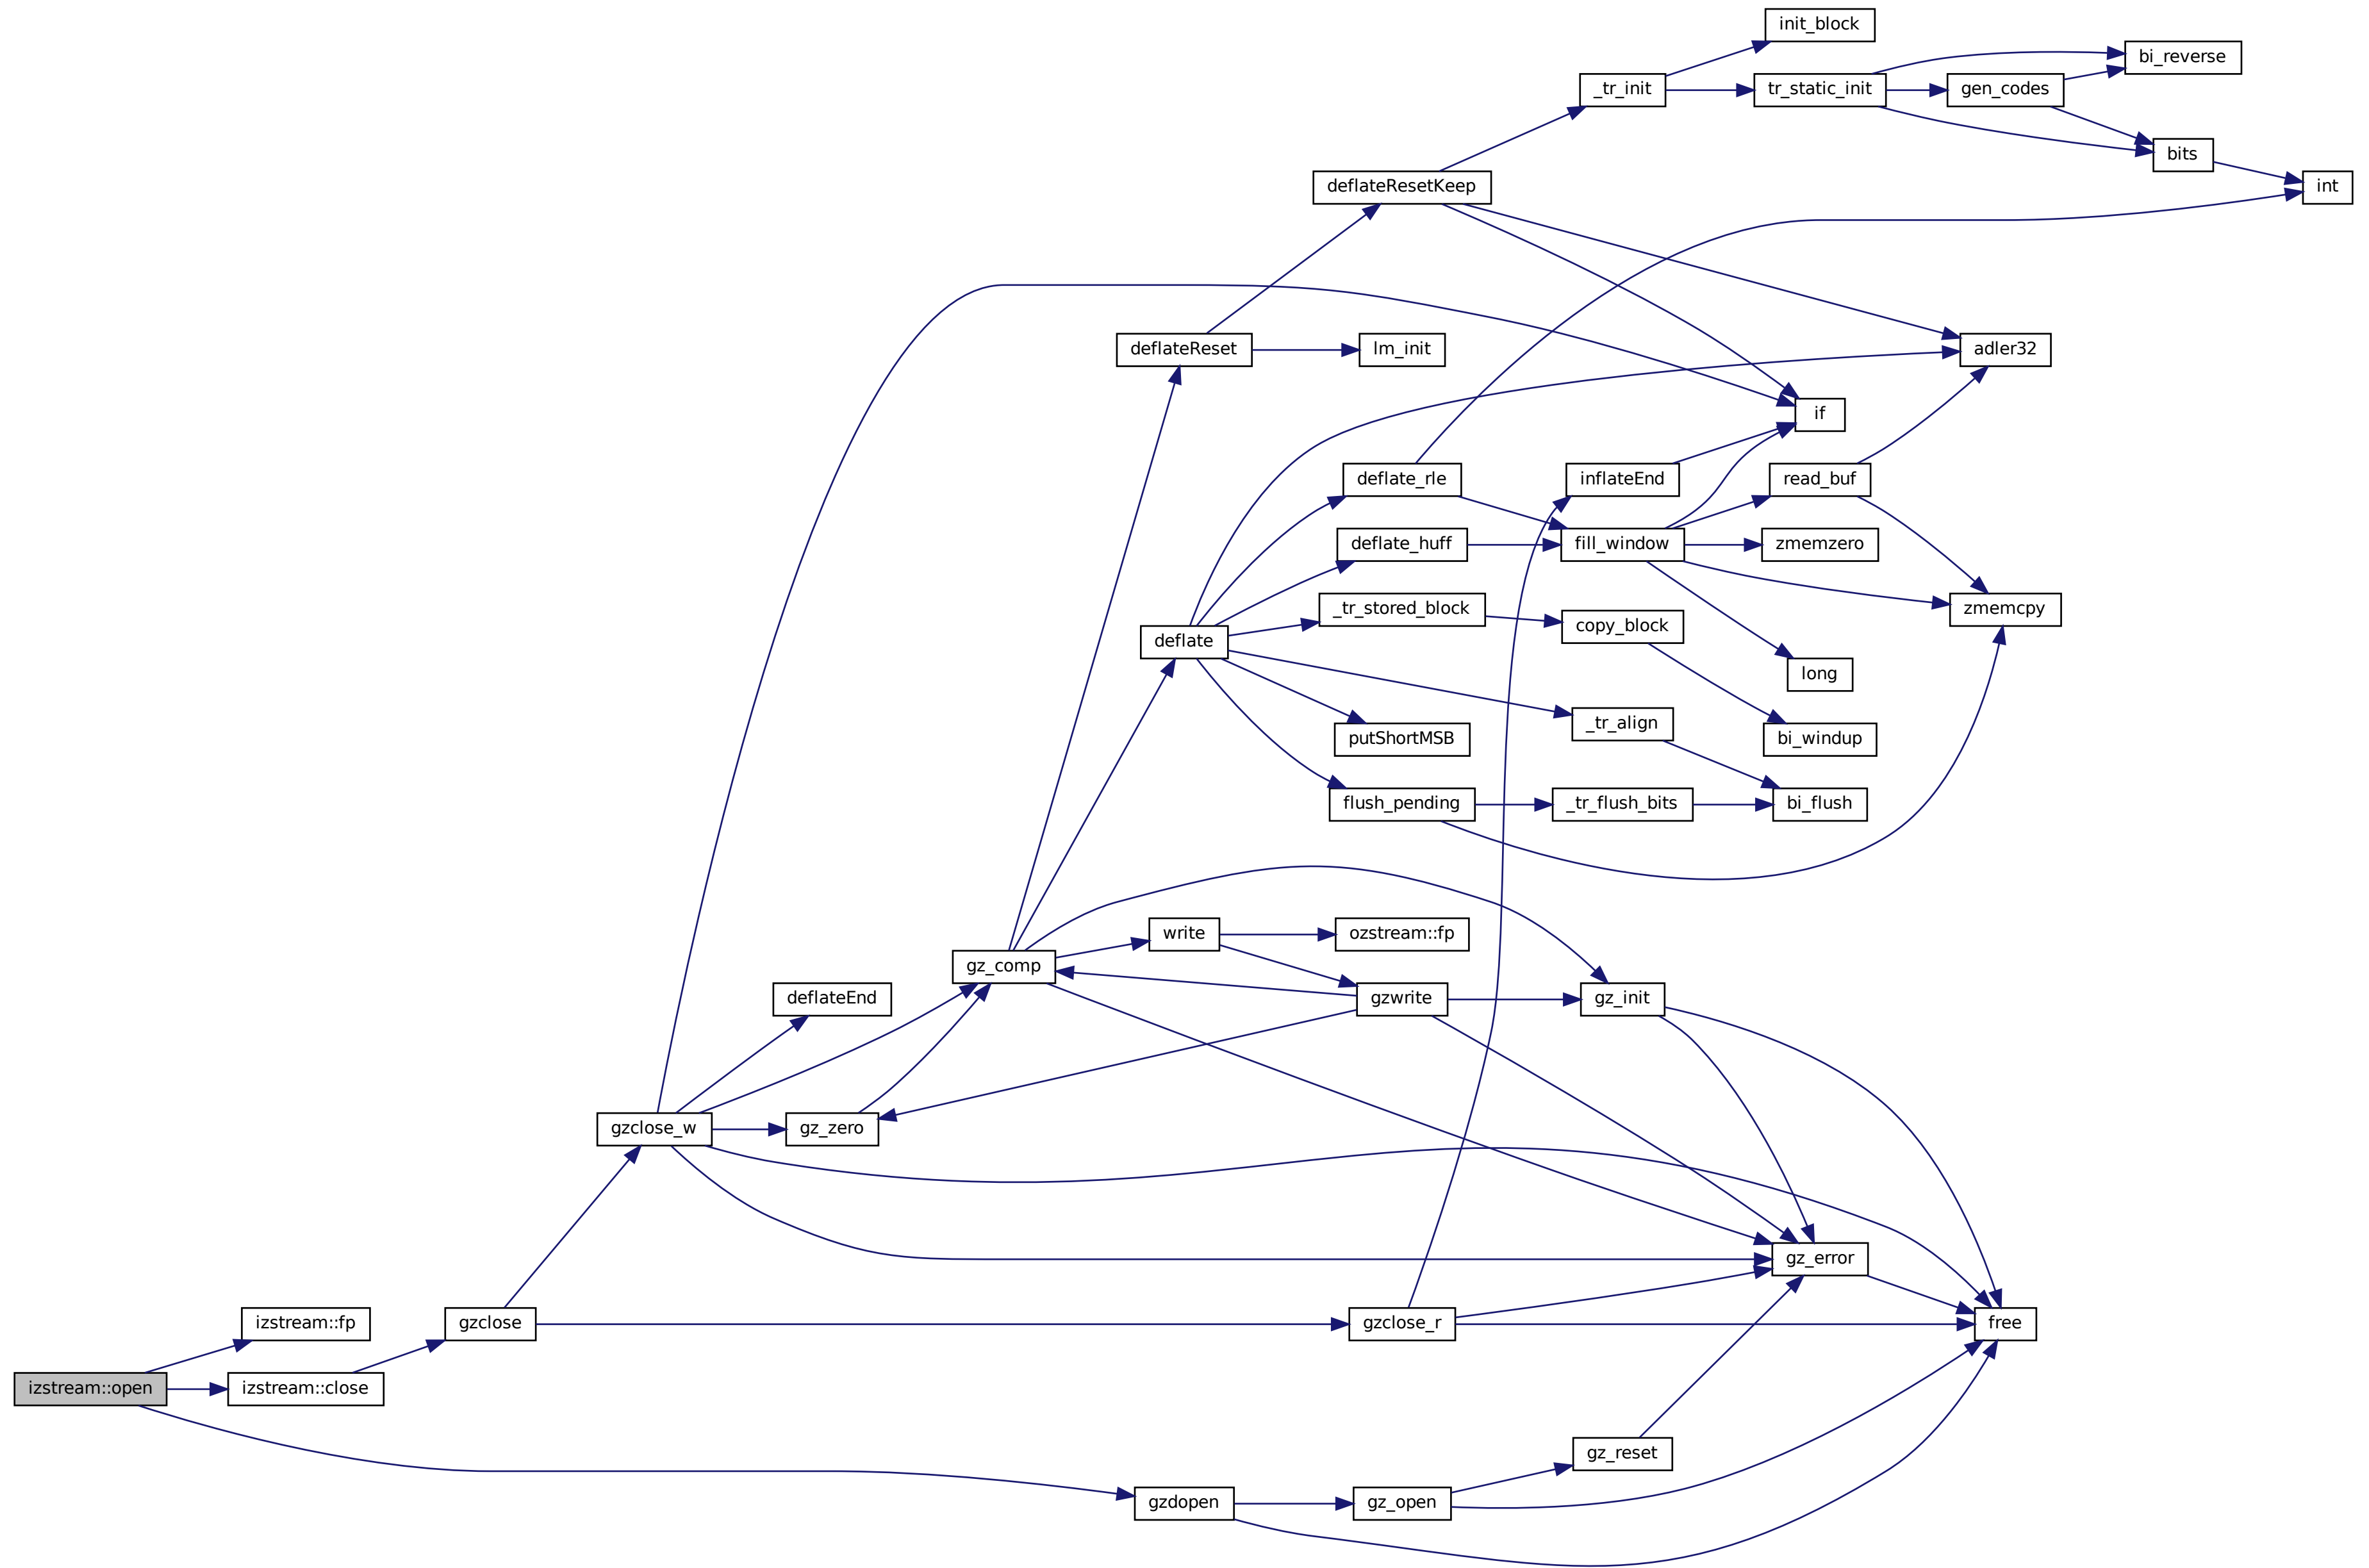 init_block
bi_reverse
_tr_init
tr_static_init
gen_codes
bits
deflateResetKeep
int
deflateReset
lm_init
adler32
if
deflate_rle
inflateEnd
read_buf
deflate_huff
fill_window
zmemzero
_tr_stored_block
copy_block
zmemcpy
deflate
long
_tr_align
putShortMSB
bi_windup
flush_pending
_tr_flush_bits
bi_flush
write
ozstream::fp
gz_comp
deflateEnd
gzwrite
gz_init
gzclose_w
gz_zero
gz_error
izstream::fp
gzclose
gzclose_r
free
izstream::open
izstream::close
gz_reset
gzdopen
gz_open